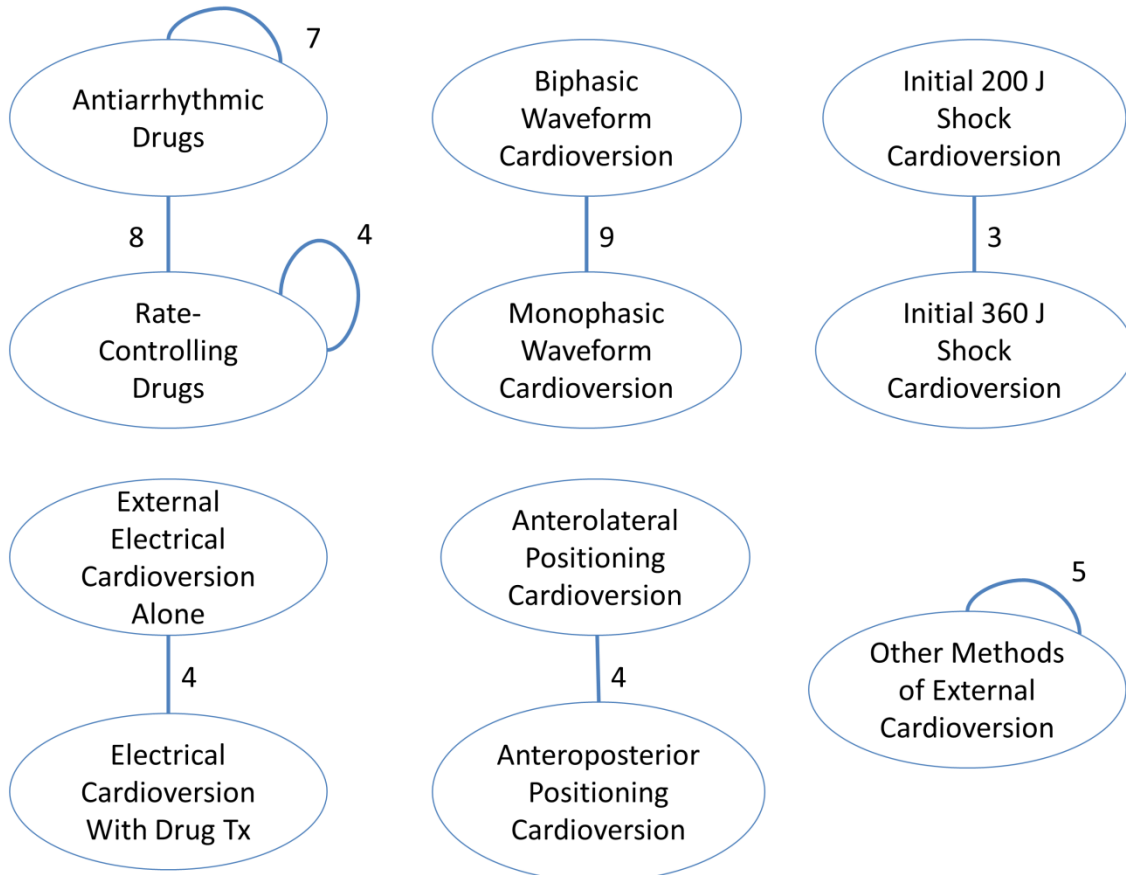 7
Antiarrhythmic
Drugs
8
4
Rate-
Controlling
Drugs
Biphasic
Waveform
Cardioversion
9
Monophasic
Waveform
Cardioversion
Initial 200 J
Shock
Cardioversion
3
Initial 360 J
Shock
Cardioversion
External
Electrical
Cardioversion
Alone
4
Electrical
Cardioversion
With Drug Tx
Anterolateral
Positioning
Cardioversion
4
Anteroposterior
Positioning
Cardioversion
5
Other Methods
of External
Cardioversion